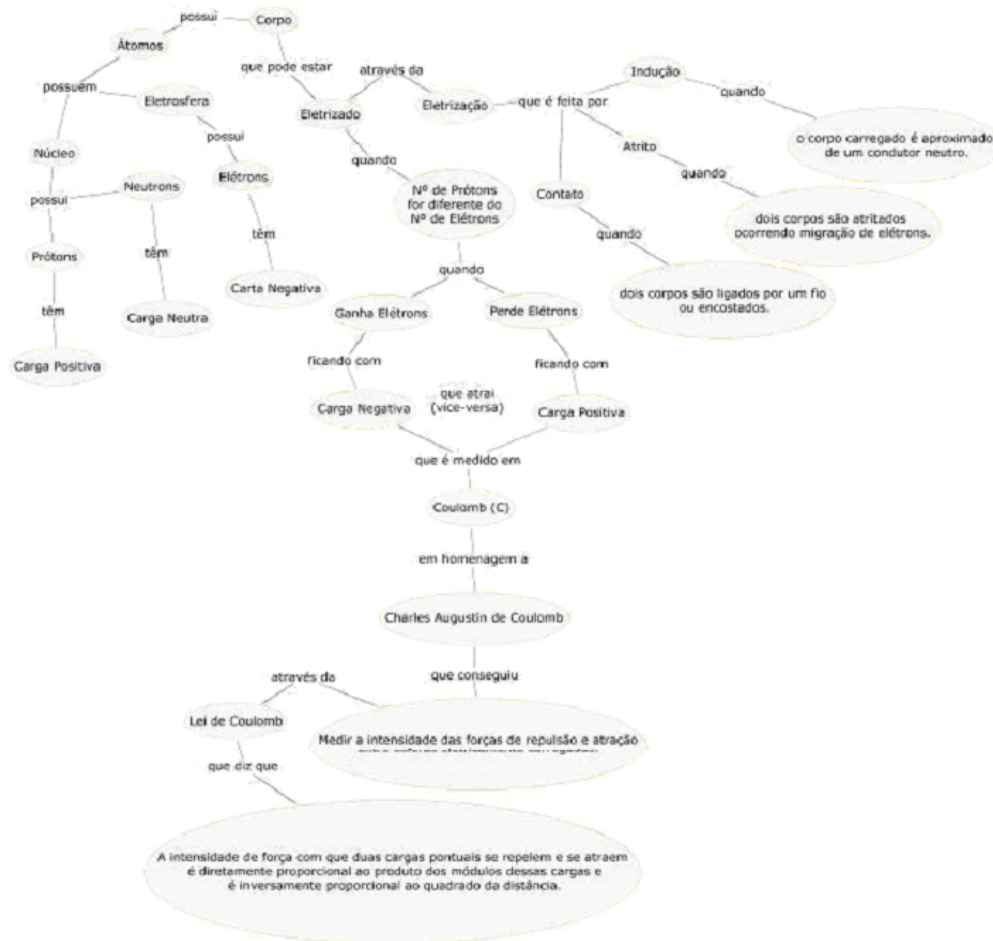 possui
Corpo
Átomos
que pode estar
através da
Indução
possuem
Eletrosfera
Eletrizado
Eletrização
que é feita por
quando
possui
Núcleo
quando
Atrito
o corpo carregado é aproximado
de um condutor neutro.
possui
Neutrons
Elétrons
Nº de Prótons
for diferente do
Nº de Elétrons
Contato
quando
Prótons
têm
têm
quando
quando
dois corpos são atritados
ocorrendo migração de elétrons.
têm
Carga Neutra
Carta Negativa
Ganha Elétrons
Perde Elétrons
dois corpos são ligados por um fio
ou encostados.
Carga Positiva
ficando com
ficando com
Carga Negativa
que atrai
(vice-versa)
Carga Positiva
que é medido em
Coulomb (C)
em homenagem à
Charles Augustin de Coulomb
através da
que conseguiu
Lei de Coulomb
Medir a intensidade das forças de repulsão e atração
que diz que
A intensidade de força com que duas cargas pontuais se repelem e se atraem
é diretamente proporcional ao produto dos módulos dessas cargas e
é inversamente proporcional ao quadrado da distância.